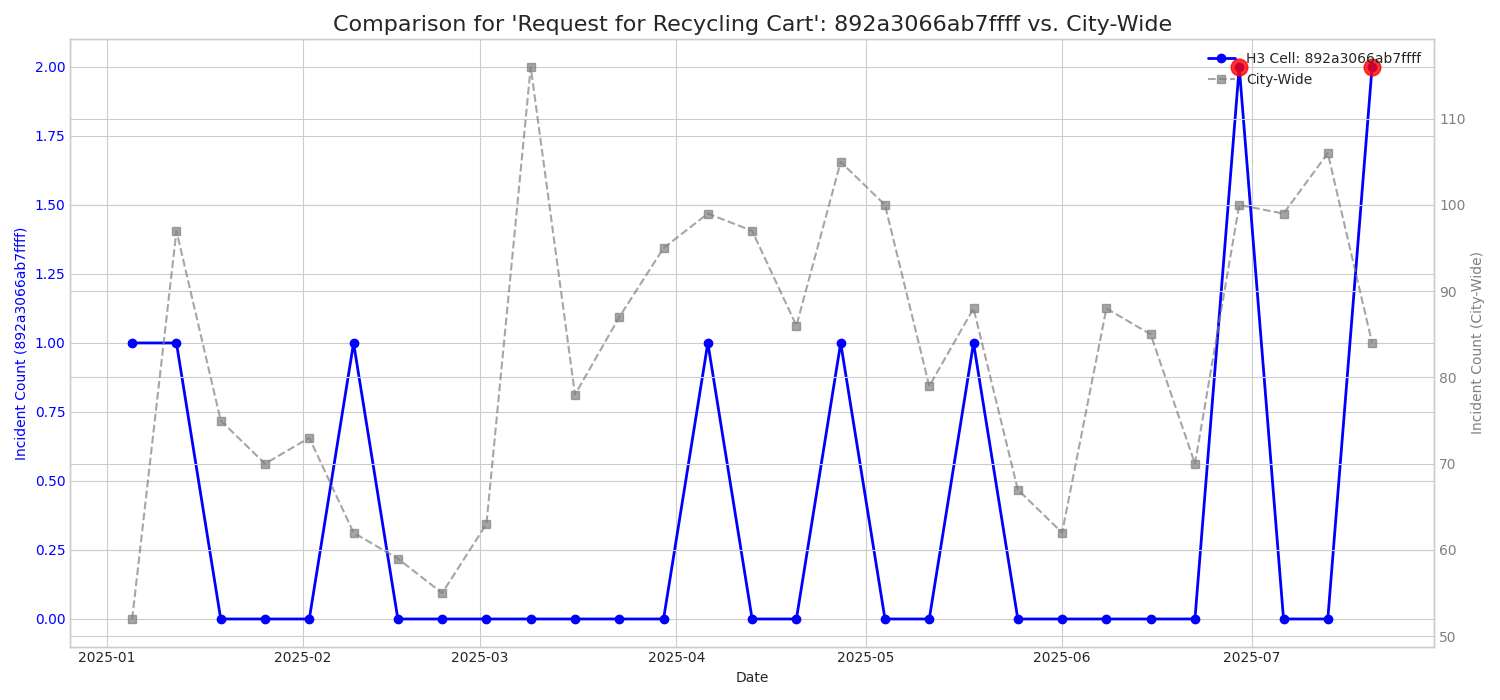 Comparison for 'Request for Recycling Cart': 892a3066ab7ffff vs. City-Wide
H3 Cell: 892a3066ab7ffff
City-Wide
Incident Count (892a3066ab7ffff)
2.00
1.75
1.50
1.25
1.00
0.75
0.50
0.25
0.00
110
100
90
80
70
60
50
Incident Count (City-Wide)
2025-01 2025-02 2025-03 2025-04 2025-05 2025-06 2025-07
Date